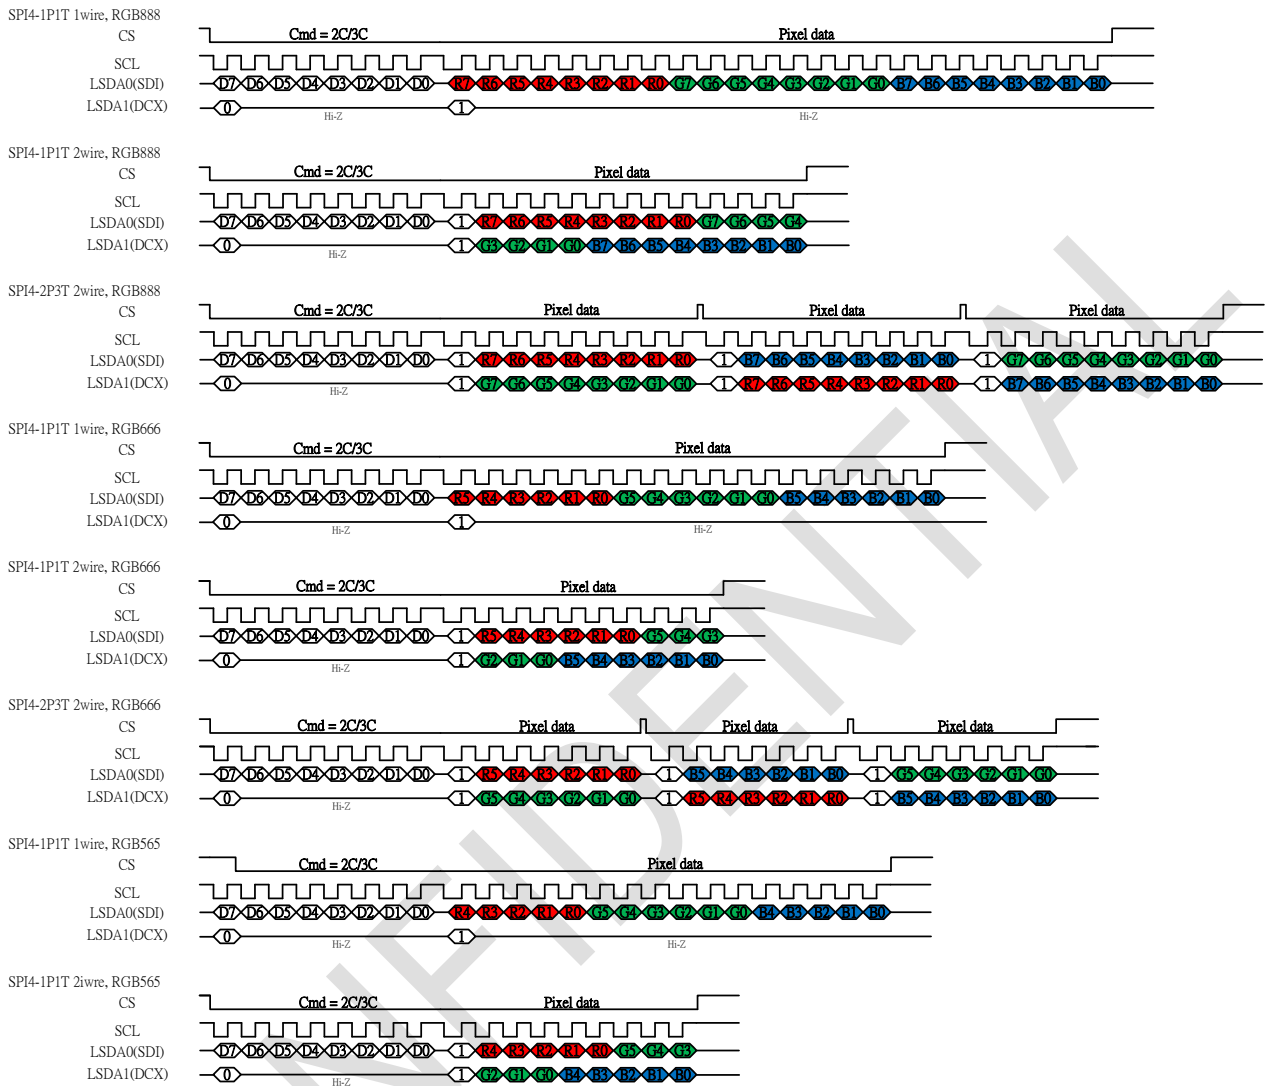 SPI4-1P1T 1wire, RGB888
CS Cmd = 2C/3C Pixel data
SCL
LSDA0(SDI) D7 D6 D5 D4 D3 D2 D1 D0 R7 R6 R5 R4 R3 R2 R1 R0 G7 G6 G5 G4 G3 G2 G1 G0 B7 B6 B5 B4 B3 B2 B1 B0
LSDA1(DCX) 0 Hi-Z 1 Hi-Z
SPI4-1P1T 2wire, RGB888
CS Cmd = 2C/3C Pixel data
SCL
LSDA0(SDI) D7 D6 D5 D4 D3 D2 D1 D0 1 R7 R6 R5 R4 R3 R2 R1 R0 G7 G6 G5 G4
LSDA1(DCX) 0 Hi-Z 1 G3 G2 G1 G0 B7 B6 B5 B4 B3 B2 B1 B0
SPI4-2P3T 2wire, RGB888
CS Cmd = 2C/3C Pixel data Pixel data Pixel data
SCL
LSDA0(SDI) D7 D6 D5 D4 D3 D2 D1 D0 1 R7 R6 R5 R4 R3 R2 R1 R0 1 B7 B6 B5 B4 B3 B2 B1 B0 1 G7 G6 G5 G4 G3 G2 G1 G0
LSDA1(DCX) 0 Hi-Z 1 G7 G6 G5 G4 G3 G2 G1 G0 1 R7 R6 R5 R4 R3 R2 R1 R0 1 B7 B6 B5 B4 B3 B2 B1 B0
SPI4-1P1T 1wire, RGB666
CS Cmd = 2C/3C Pixel data
SCL
LSDA0(SDI) D7 D6 D5 D4 D3 D2 D1 D0 R5 R4 R3 R2 R1 R0 G5 G4 G3 G2 G1 G0 B5 B4 B3 B2 B1 B0
LSDA1(DCX) 0 Hi-Z 1 Hi-Z
SPI4-1P1T 2wire, RGB666
CS Cmd = 2C/3C Pixel data
SCL
LSDA0(SDI) D7 D6 D5 D4 D3 D2 D1 D0 1 R5 R4 R3 R2 R1 R0 G5 G4 G3
LSDA1(DCX) 0 Hi-Z 1 G2 G1 G0 B5 B4 B3 B2 B1 B0
SPI4-2P3T 2wire, RGB666
CS Cmd = 2C/3C Pixel data Pixel data Pixel data
SCL
LSDA0(SDI) D7 D6 D5 D4 D3 D2 D1 D0 1 R5 R4 R3 R2 R1 R0 1 B5 B4 B3 B2 B1 B0 1 G5 G4 G3 G2 G1 G0
LSDA1(DCX) 0 Hi-Z 1 G5 G4 G3 G2 G1 G0 1 R5 R4 R3 R2 R1 R0 1 B5 B4 B3 B2 B1 B0
SPI4-1P1T 1wire, RGB565
CS Cmd = 2C/3C Pixel data
SCL
LSDA0(SDI) D7 D6 D5 D4 D3 D2 D1 D0 R4 R3 R2 R1 R0 G5 G4 G3 G2 G1 G0 B4 B3 B2 B1 B0
LSDA1(DCX) 0 Hi-Z 1 Hi-Z
SPI4-1P1T 2iwre, RGB565
CS Cmd = 2C/3C Pixel data
SCL
LSDA0(SDI) D7 D6 D5 D4 D3 D2 D1 D0 1 R4 R3 R2 R1 R0 G5 G4 G3
LSDA1(DCX) 0 Hi-Z 1 G2 G1 G0 B4 B3 B2 B1 B0
NFIDENTIAL